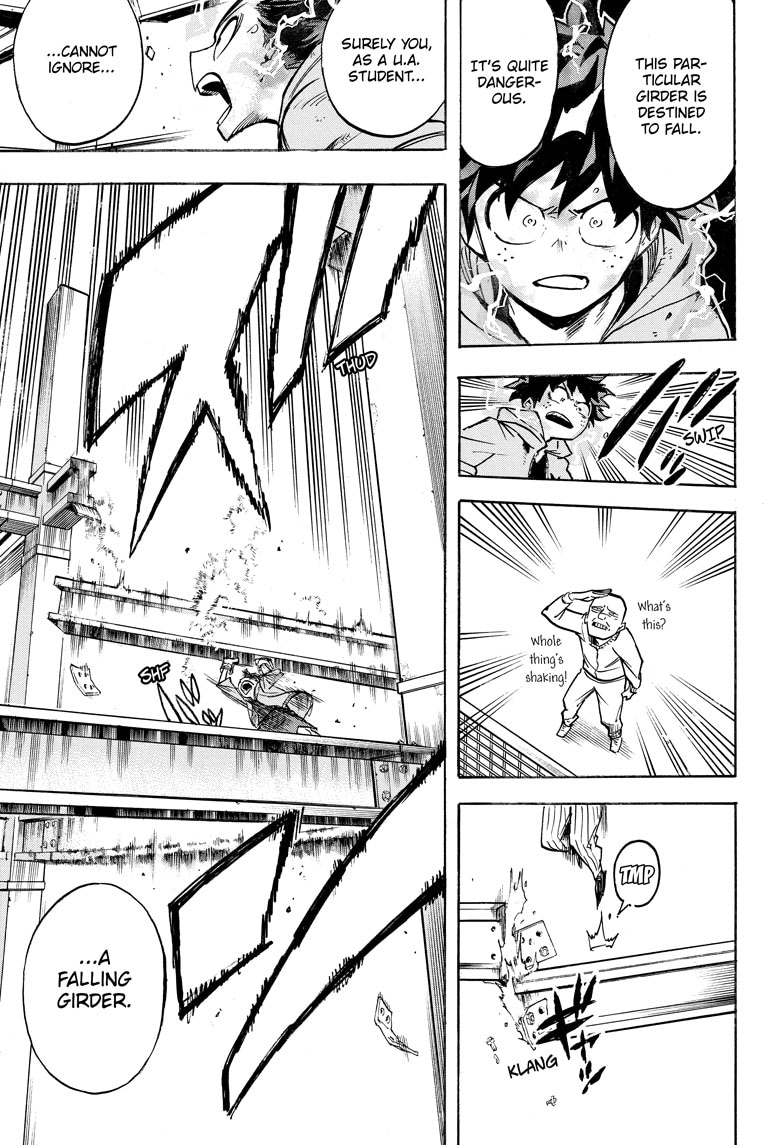 THIS PAR-
TICULAR
GIRDER IS
DESTINED
TO FALL.
IT'S QUITE
DANGER-
OUS.
SWIP
What's
this?
Whole
thing's
shaking!
TMP
KLANG
SURELY YOU,
AS A U.A.
STUDENT...
...CANNOT
IGNORE...
THUD
SHF
...A
FALLING
GIRDER.